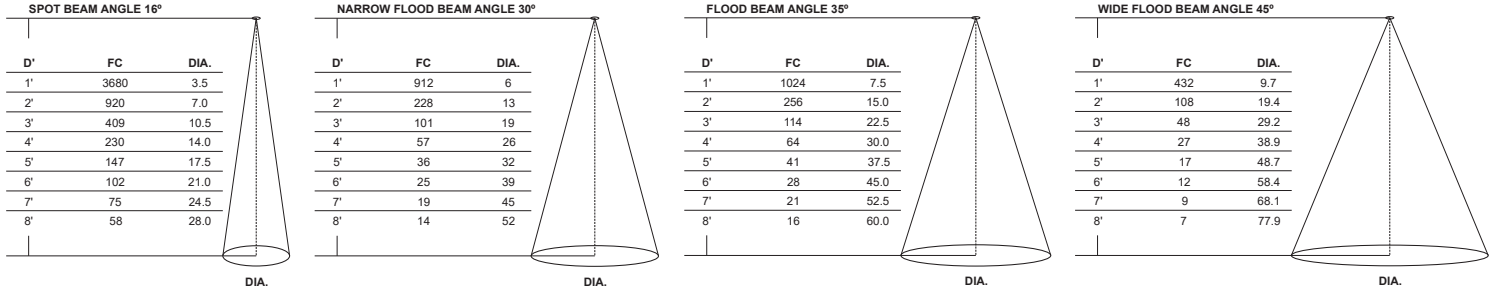 SPOT BEAM ANGLE 16º
D' FC DIA.
1' 3680 3.5
2' 920 7.0
3' 409 10.5
4' 230 14.0
5' 147 17.5
6' 102 21.0
7' 75 24.5
8' 58 28.0
DIA.
NARROW FLOOD BEAM ANGLE 30º
D' FC DIA.
1' 912 6
2' 228 13
3' 101 19
4' 57 26
5' 36 32
6' 25 39
7' 19 45
8' 14 52
DIA.
FLOOD BEAM ANGLE 35º
D' FC DIA.
1' 1024 7.5
2' 256 15.0
3' 114 22.5
4' 64 30.0
5' 41 37.5
6' 28 45.0
7' 21 52.5
8' 16 60.0
DIA.
WIDE FLOOD BEAM ANGLE 45º
D' FC DIA.
1' 432 9.7
2' 108 19.4
3' 48 29.2
4' 27 38.9
5' 17 48.7
6' 12 58.4
7' 9 68.1
8' 7 77.9
DIA.